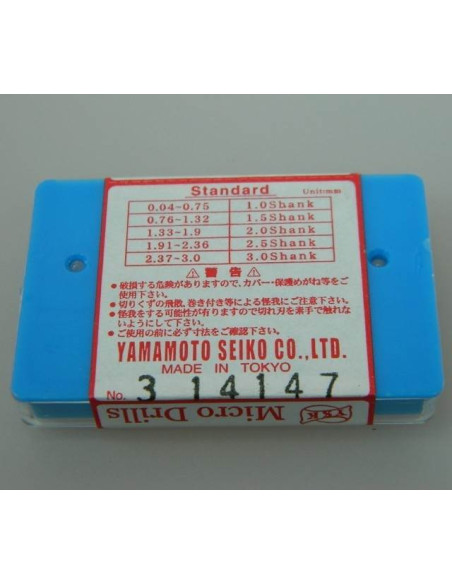 Standard Unit:mm
0.04~0.75 1.0Shank
0.76~1.32 1.5Shank
1.33~1.9 2.0Shank
1.91~2.36 2.5Shank
2.37~3.0 3.0Shank
⚠警告⚠
●破損する危険がありますので、カバー・保護めがね等をご
使用下さい。
●切りくずの飛散、巻き付き等による怪我にご注意下さい。
●怪我をする可能性が有りますので切れ刃を素手で触れな
いようにして下さい。
●ご使用の前に必ず寸法をご確認下さい。
YAMAMOTO SEIKO CO.,LTD.
MADE IN TOKYO
No. 3 14147
Micro Drills